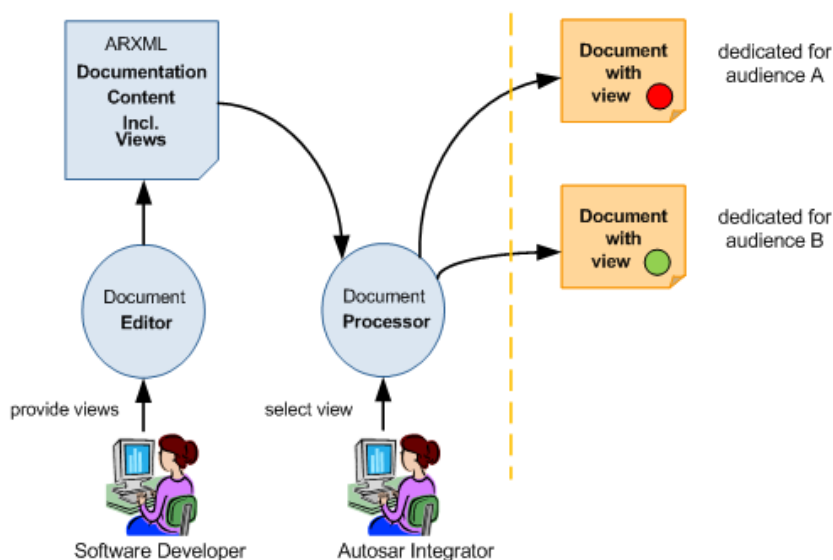 ARXML
Documentation
Content
Incl.
Views
Document
with
view
dedicated for
audience A
Document
with
view
dedicated for
audience B
Document
Editor
Document
Processor
provide views
select view
Software Developer
Autosar Integrator